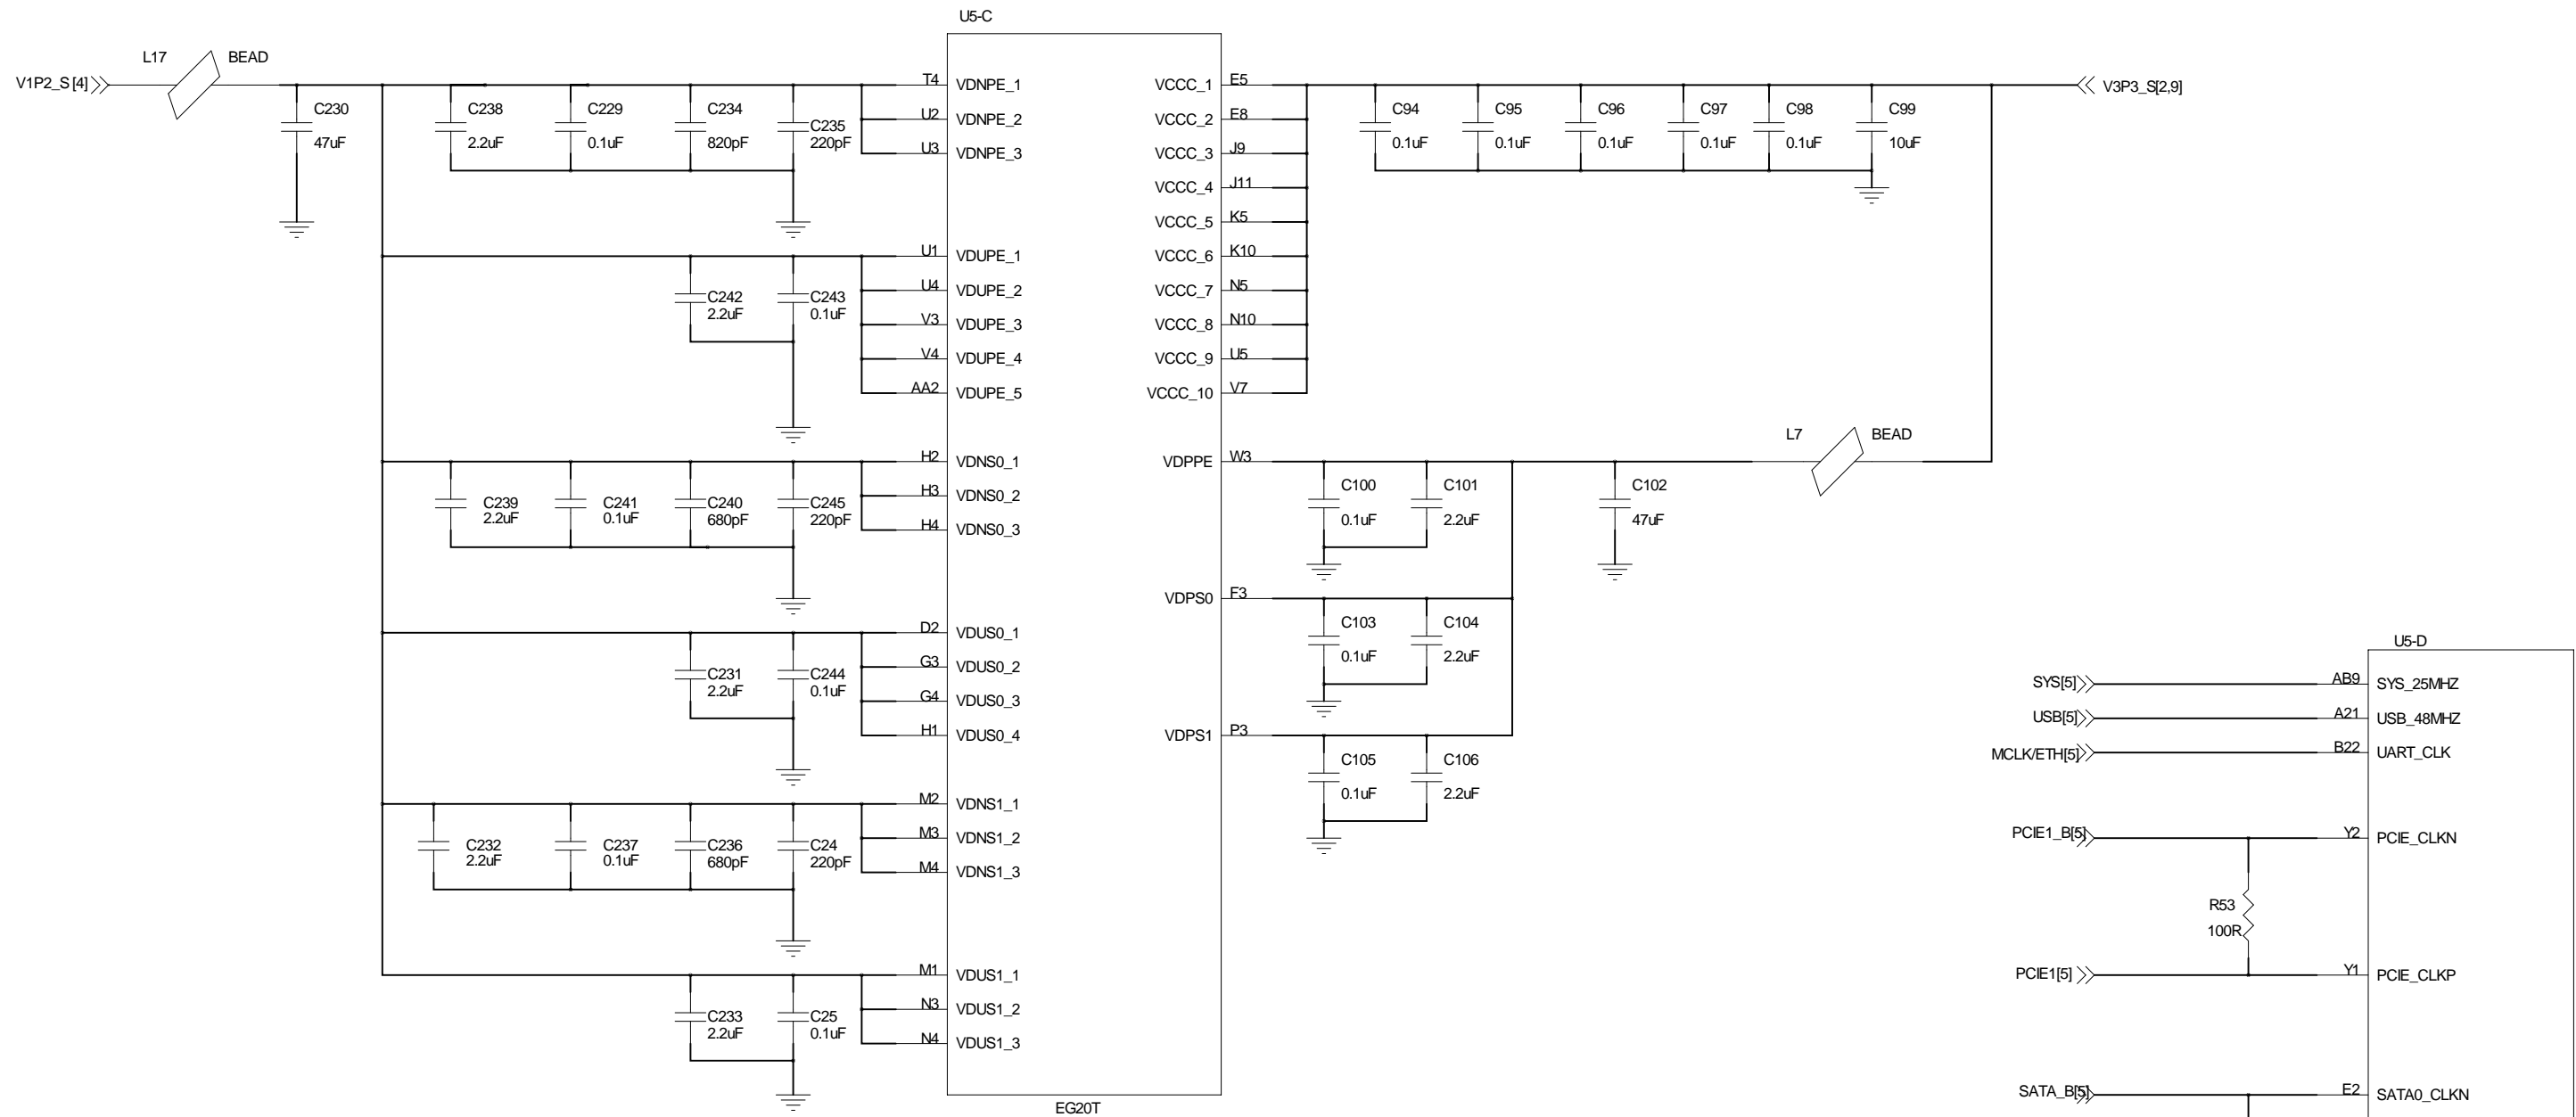 U5-C
L17
BEAD
V1P2_S [4]
C230
47uF
C238
2.2uF
C229
0.1uF
C234
820pF
C235
220pF
T4 VDNPE_1
U2 VDNPE_2
U3 VDNPE_3
C242
2.2uF
C243
0.1uF
U1 VDUPE_1
U4 VDUPE_2
V3 VDUPE_3
V4 VDUPE_4
AA2 VDUPE_5
C239
2.2uF
C241
0.1uF
C240
680pF
C245
220pF
H2 VDNS0_1
H3 VDNS0_2
H4 VDNS0_3
C231
2.2uF
C244
0.1uF
D2 VDUS0_1
G3 VDUS0_2
G4 VDUS0_3
H1 VDUS0_4
C232
2.2uF
C237
0.1uF
C236
680pF
C24
220pF
M2 VDNS1_1
M3 VDNS1_2
M4 VDNS1_3
C233
2.2uF
C25
0.1uF
M1 VDUS1_1
N3 VDUS1_2
N4 VDUS1_3
VCCC_1 E5
VCCC_2 E8
VCCC_3 J9
VCCC_4 J11
VCCC_5 K5
VCCC_6 K10
VCCC_7 N5
VCCC_8 N10
VCCC_9 U5
VCCC_10 V7
VDPPE W3
VDPS0 F3
VDPS1 P3
EG20T
C94
0.1uF
C95
0.1uF
C96
0.1uF
C97
0.1uF
C98
0.1uF
C99
10uF
V3P3_S[2,9]
L7
BEAD
C100
0.1uF
C101
2.2uF
C102
47uF
C103
0.1uF
C104
2.2uF
C105
0.1uF
C106
2.2uF
U5-D
SYS[5]
AB9 SYS_25MHZ
USB[5]
A21 USB_48MHZ
MCLK/ETH[5]
B22 UART_CLK
PCIE1_B[5]
Y2 PCIE_CLKN
R53
100R
PCIE1[5]
Y1 PCIE_CLKP
SATA_B[5]
E2 SATA0_CLKN